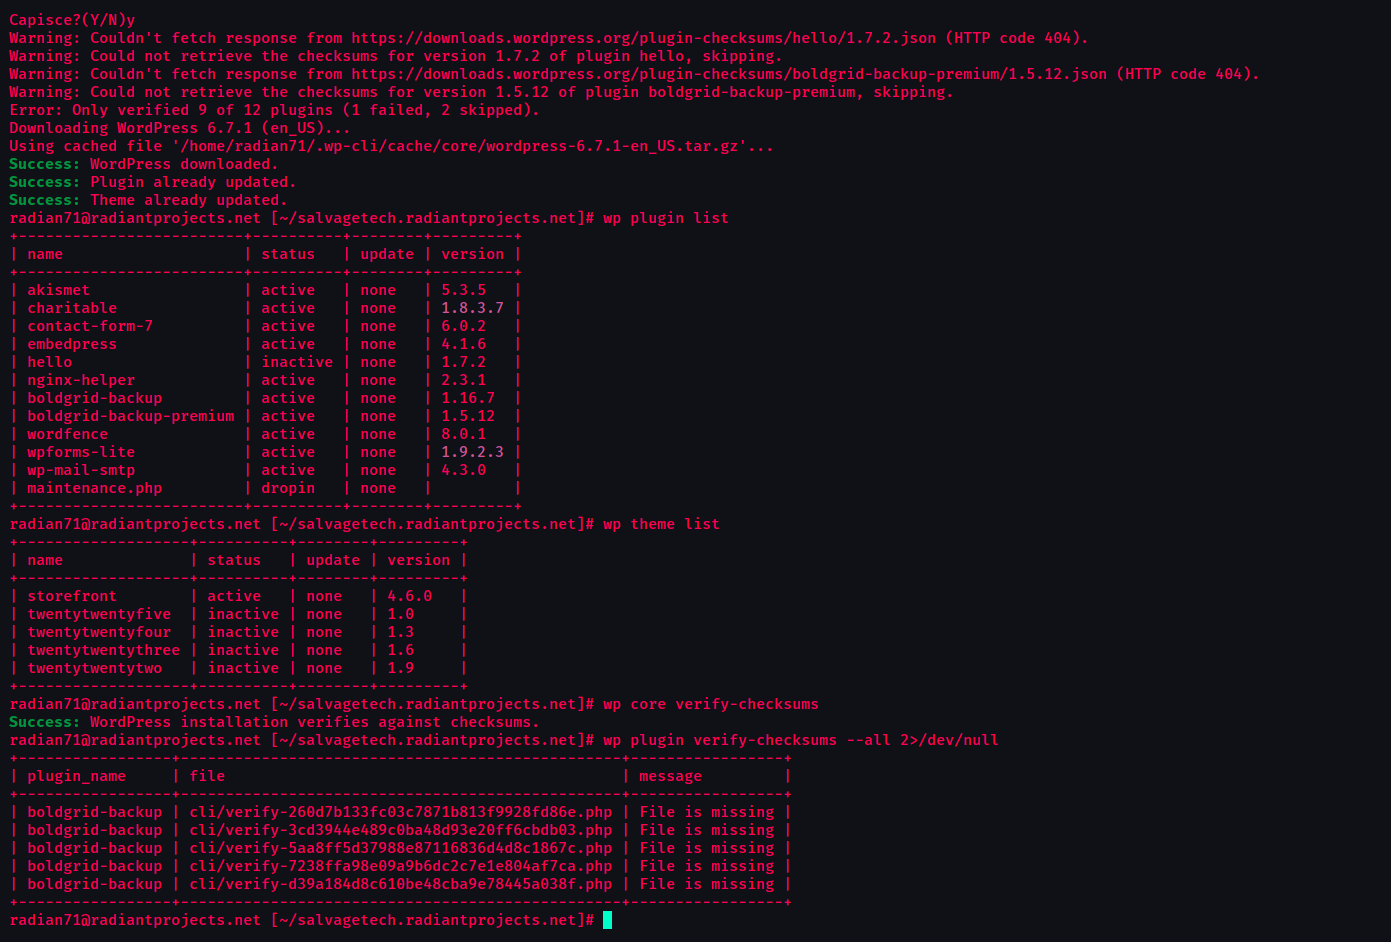 Capisce?(Y/N)y
Warning: Couldn't fetch response from https://downloads.wordpress.org/plugin-checksums/hello/1.7.2.json (HTTP code 404).
Warning: Could not retrieve the checksums for version 1.7.2 of plugin hello, skipping.
Warning: Couldn't fetch response from https://downloads.wordpress.org/plugin-checksums/boldgrid-backup-premium/1.5.12.json (HTTP code 404).
Warning: Could not retrieve the checksums for version 1.5.12 of plugin boldgrid-backup-premium, skipping.
Error: Only verified 9 of 12 plugins (1 failed, 2 skipped).
Downloading WordPress 6.7.1 (en_US)...
Using cached file '/home/radian71/.wp-cli/cache/core/wordpress-6.7.1-en_US.tar.gz'...
Success: WordPress downloaded.
Success: Plugin already updated.
Success: Theme already updated.
radian71@radiantprojects.net [~/salvagetech.radiantprojects.net]# wp plugin list
+-------------------------+----------+--------+---------+
| name                    | status   | update | version |
+-------------------------+----------+--------+---------+
| akismet                 | active   | none   | 5.3.5   |
| charitable              | active   | none   | 1.8.3.7 |
| contact-form-7          | active   | none   | 6.0.2   |
| embedpress              | active   | none   | 4.1.6   |
| hello                   | inactive | none   | 1.7.2   |
| nginx-helper            | active   | none   | 2.3.1   |
| boldgrid-backup         | active   | none   | 1.16.7  |
| boldgrid-backup-premium | active   | none   | 1.5.12  |
| wordfence               | active   | none   | 8.0.1   |
| wpforms-lite            | active   | none   | 1.9.2.3 |
| wp-mail-smtp            | active   | none   | 4.3.0   |
| maintenance.php         | dropin   | none   |         |
+-------------------------+----------+--------+---------+
radian71@radiantprojects.net [~/salvagetech.radiantprojects.net]# wp theme list
+-------------------+----------+--------+---------+
| name              | status   | update | version |
+-------------------+----------+--------+---------+
| storefront        | active   | none   | 4.6.0   |
| twentytwentyfive  | inactive | none   | 1.0     |
| twentytwentyfour  | inactive | none   | 1.3     |
| twentytwentythree | inactive | none   | 1.6     |
| twentytwentytwo   | inactive | none   | 1.9     |
+-------------------+----------+--------+---------+
radian71@radiantprojects.net [~/salvagetech.radiantprojects.net]# wp core verify-checksums
Success: WordPress installation verifies against checksums.
radian71@radiantprojects.net [~/salvagetech.radiantprojects.net]# wp plugin verify-checksums --all 2>/dev/null
+-----------------+-------------------------------------------------+-----------------+
| plugin_name     | file                                            | message         |
+-----------------+-------------------------------------------------+-----------------+
| boldgrid-backup | cli/verify-260d7b133fc03c7871b813f9928fd86e.php | File is missing |
| boldgrid-backup | cli/verify-3cd3944e489c0ba48d93e20ff6cbdb03.php | File is missing |
| boldgrid-backup | cli/verify-5aa8ff5d37988e87116836d4d8c1867c.php | File is missing |
| boldgrid-backup | cli/verify-7238ffa98e09a9b6dc2c7e1e804af7ca.php | File is missing |
| boldgrid-backup | cli/verify-d39a184d8c610be48cba9e78445a038f.php | File is missing |
+-----------------+-------------------------------------------------+-----------------+
radian71@radiantprojects.net [~/salvagetech.radiantprojects.net]#